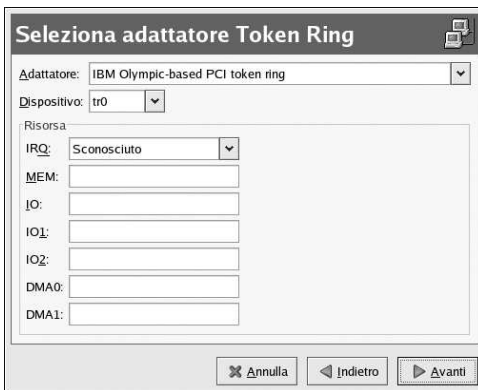 Seleziona adattatore Token Ring
Adattatore: IBM Olympic-based PCI token ring
Dispositivo: tr0
Risorsa
IRQ: Sconosciuto
MEM:
IO:
IO1:
IO2:
DMA0:
DMA1:
Annulla Indietro Avanti